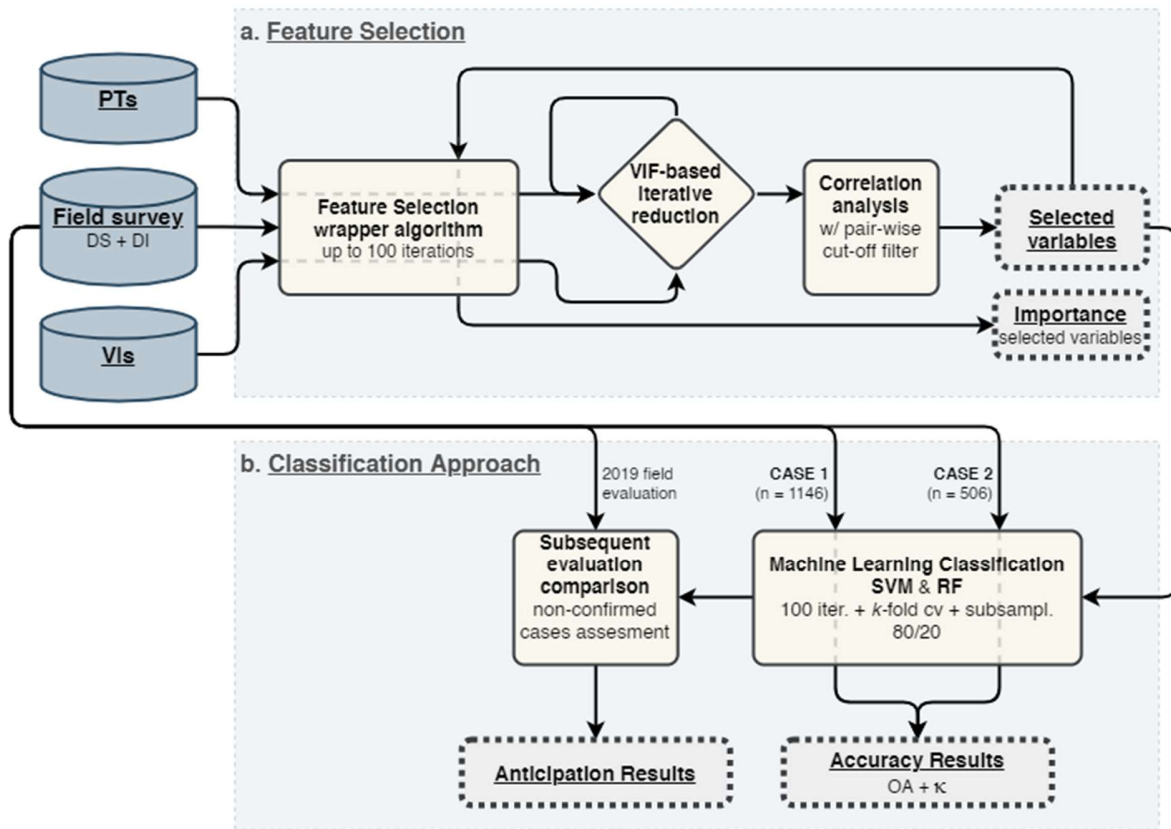 a. Feature Selection
PTs
Field survey
DS + DI
VIs
Feature Selection
wrapper algorithm
up to 100 iterations
VIF-based
iterative
reduction
Correlation
analysis
w/ pair-wise
cut-off filter
Selected
variables
Importance
selected variables
b. Classification Approach
2019 field
evaluation
CASE 1
(n = 1146)
CASE 2
(n = 506)
Subsequent
evaluation
comparison
non-confirmed
cases assesment
Machine Learning Classification
SVM & RF
100 iter. + k-fold cv + subsampl.
80/20
Anticipation Results
Accuracy Results
OA + κ